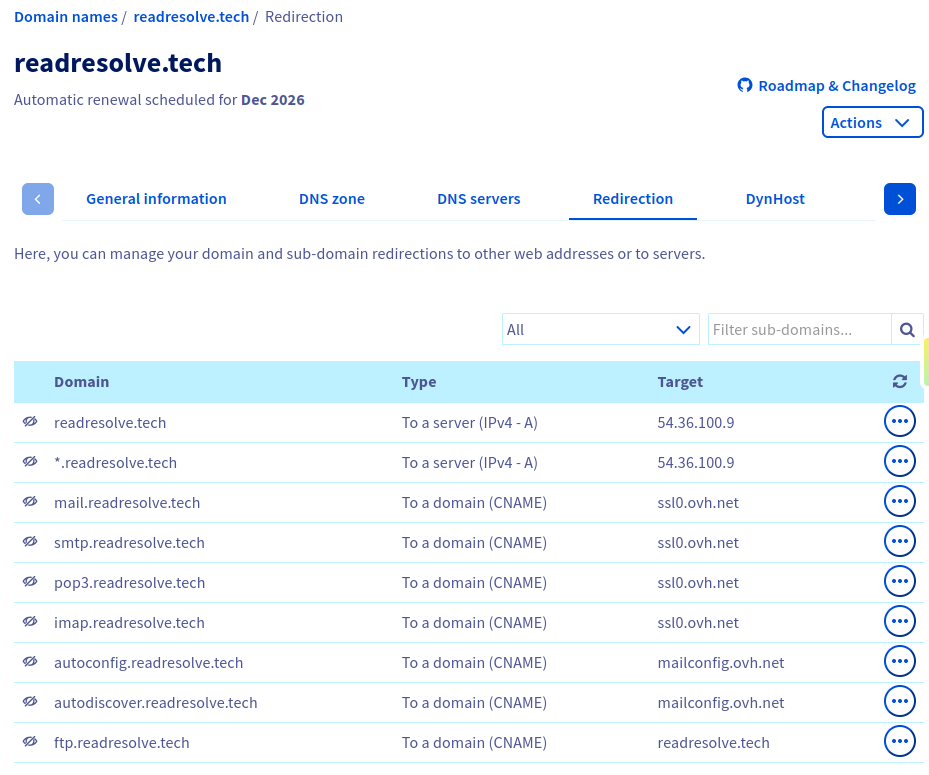 Domain names / readresolve.tech / Redirection
readresolve.tech
Automatic renewal scheduled for Dec 2026
Roadmap & Changelog
Actions
General information DNS zone DNS servers Redirection DynHost
Here, you can manage your domain and sub-domain redirections to other web addresses or to servers.
All Filter sub-domains...
Domain Type Target
readresolve.tech To a server (IPv4 - A) 54.36.100.9
*.readresolve.tech To a server (IPv4 - A) 54.36.100.9
mail.readresolve.tech To a domain (CNAME) ssl0.ovh.net
smtp.readresolve.tech To a domain (CNAME) ssl0.ovh.net
pop3.readresolve.tech To a domain (CNAME) ssl0.ovh.net
imap.readresolve.tech To a domain (CNAME) ssl0.ovh.net
autoconfig.readresolve.tech To a domain (CNAME) mailconfig.ovh.net
autodiscover.readresolve.tech To a domain (CNAME) mailconfig.ovh.net
ftp.readresolve.tech To a domain (CNAME) readresolve.tech